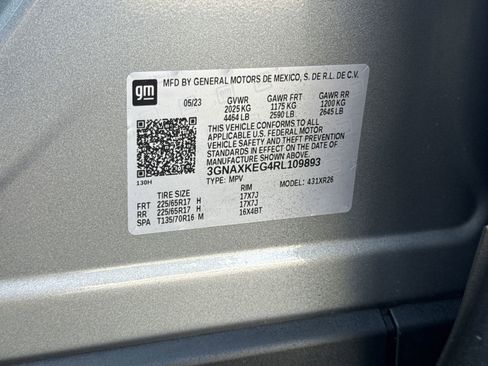 MFD BY GENERAL MOTORS DE MEXICO, S. DE R.L. DE C.V.
gm
05/23 GVWR GAWR FRT GAWR RR
2025 KG 1175 KG 1200 KG
4464 LB 2590 LB 2645 LB
THIS VEHICLE CONFORMS TO ALL
APPLICABLE U.S. FEDERAL MOTOR
VEHICLE SAFETY AND THEFT PREVENTION
STANDARDS IN EFFECT ON THE DATE OF
MANUFACTURE SHOWN ABOVE.
3GNAXKEG4RL109893
130H TYPE: MPV MODEL: 431XR26
TIRE SIZE RIM
FRT 225/65R17 H 17X7J
RR 225/65R17 H 17X7J
SPA T135/70R16 M 16X4BT